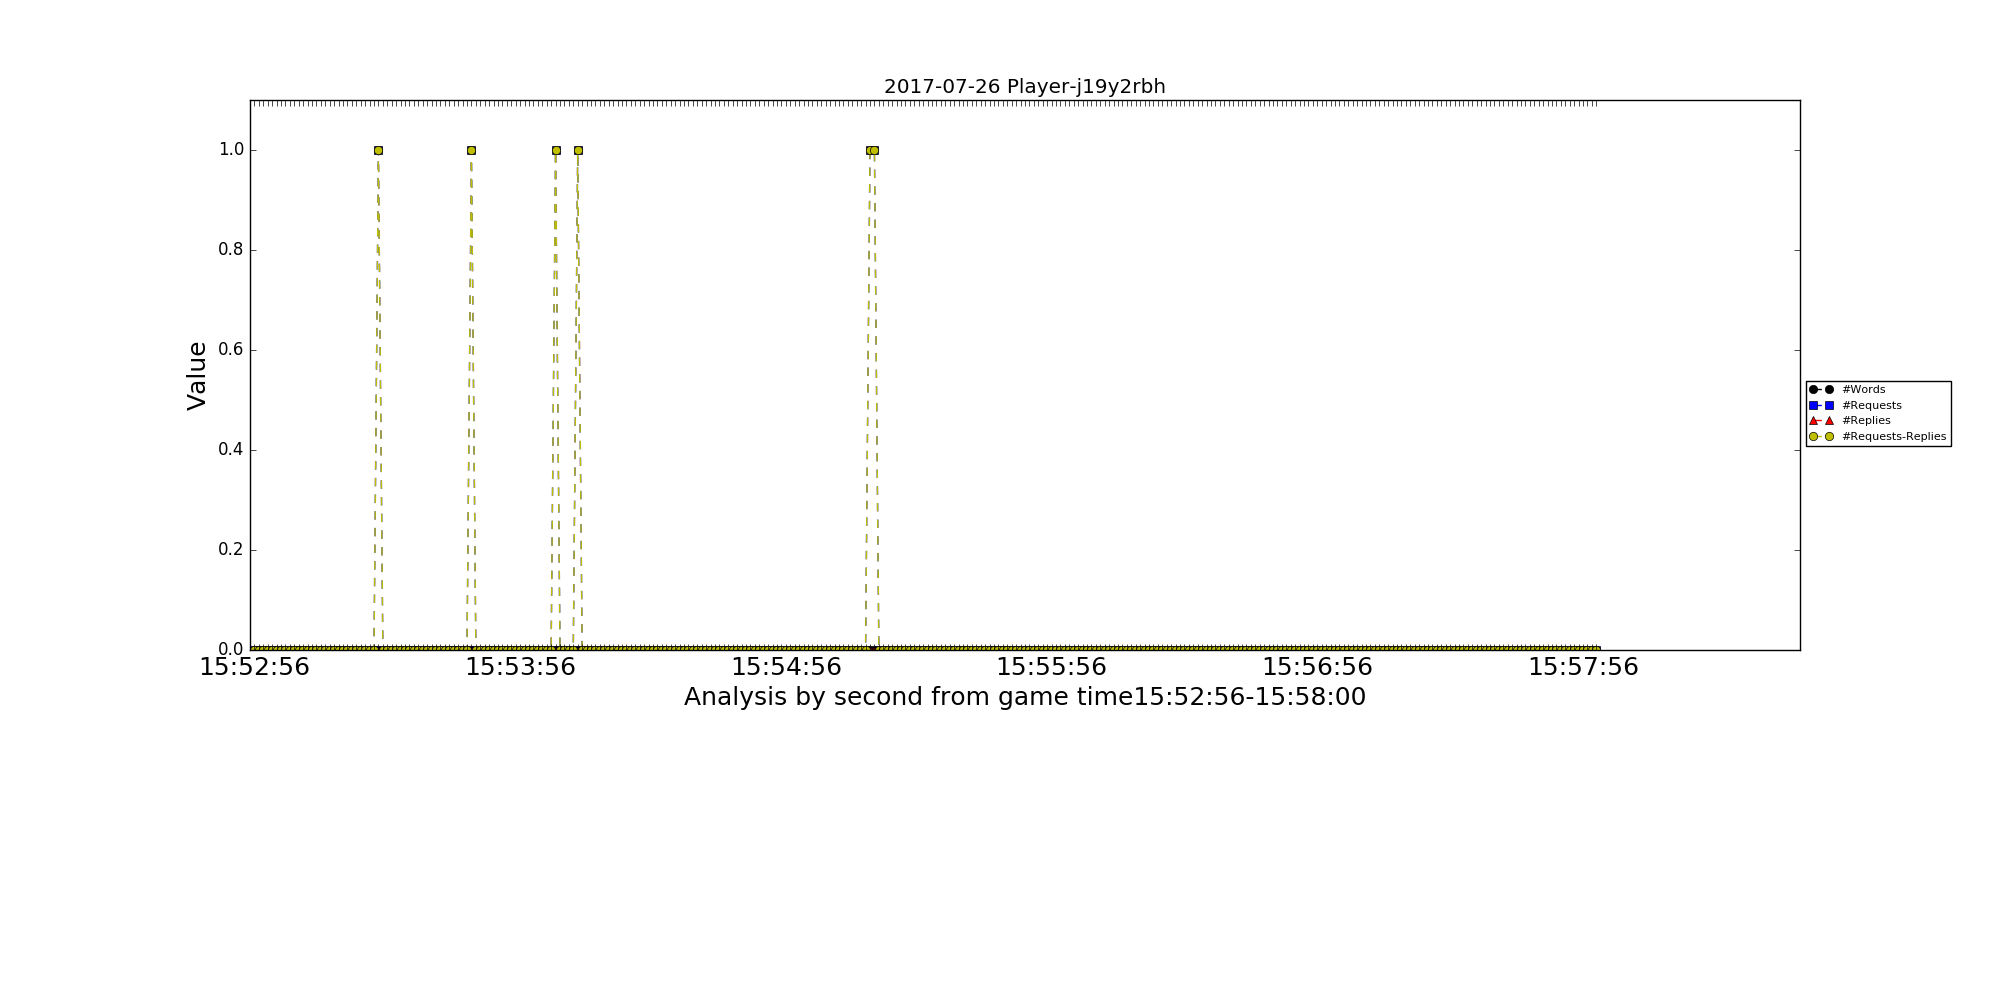 2017-07-26 Player-j19y2rbh
1.0
0.8
0.6
0.4
0.2
0.0
Value
15:52:56 15:53:56 15:54:56 15:55:56 15:56:56 15:57:56
Analysis by second from game time15:52:56-15:58:00
#Words
#Requests
#Replies
#Requests-Replies